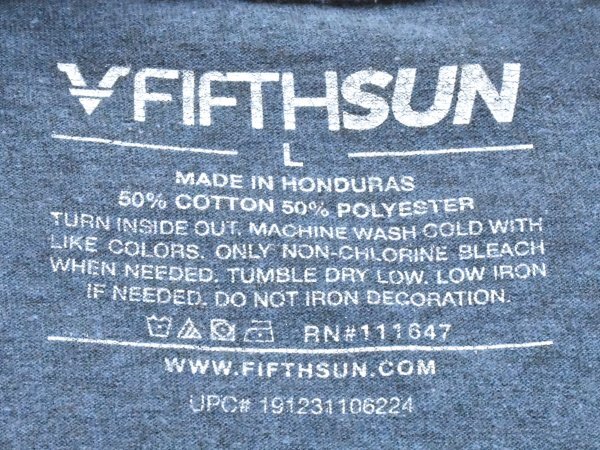 FIFTHSUN
L
MADE IN HONDURAS
50% COTTON 50% POLYESTER
TURN INSIDE OUT. MACHINE WASH COLD WITH
LIKE COLORS. ONLY NON-CHLORINE BLEACH
WHEN NEEDED. TUMBLE DRY LOW. LOW IRON
IF NEEDED. DO NOT IRON DECORATION.
RN#111647
WWW.FIFTHSUN.COM
UPC# 191231106224